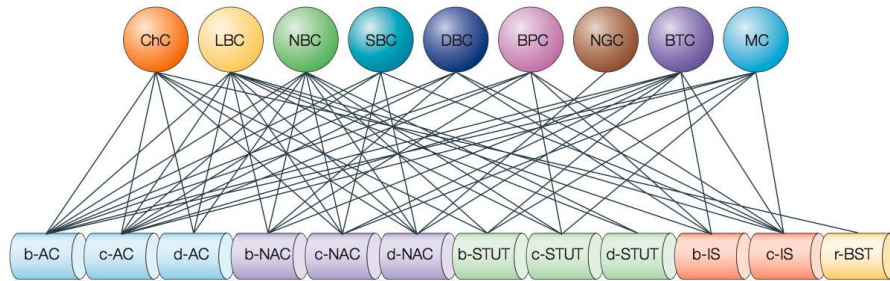 ChC LBC NBC SBC DBC BPC NGC BTC MC
b-AC c-AC d-AC b-NAC c-NAC d-NAC b-STUT c-STUT d-STUT b-IS c-IS r-BST